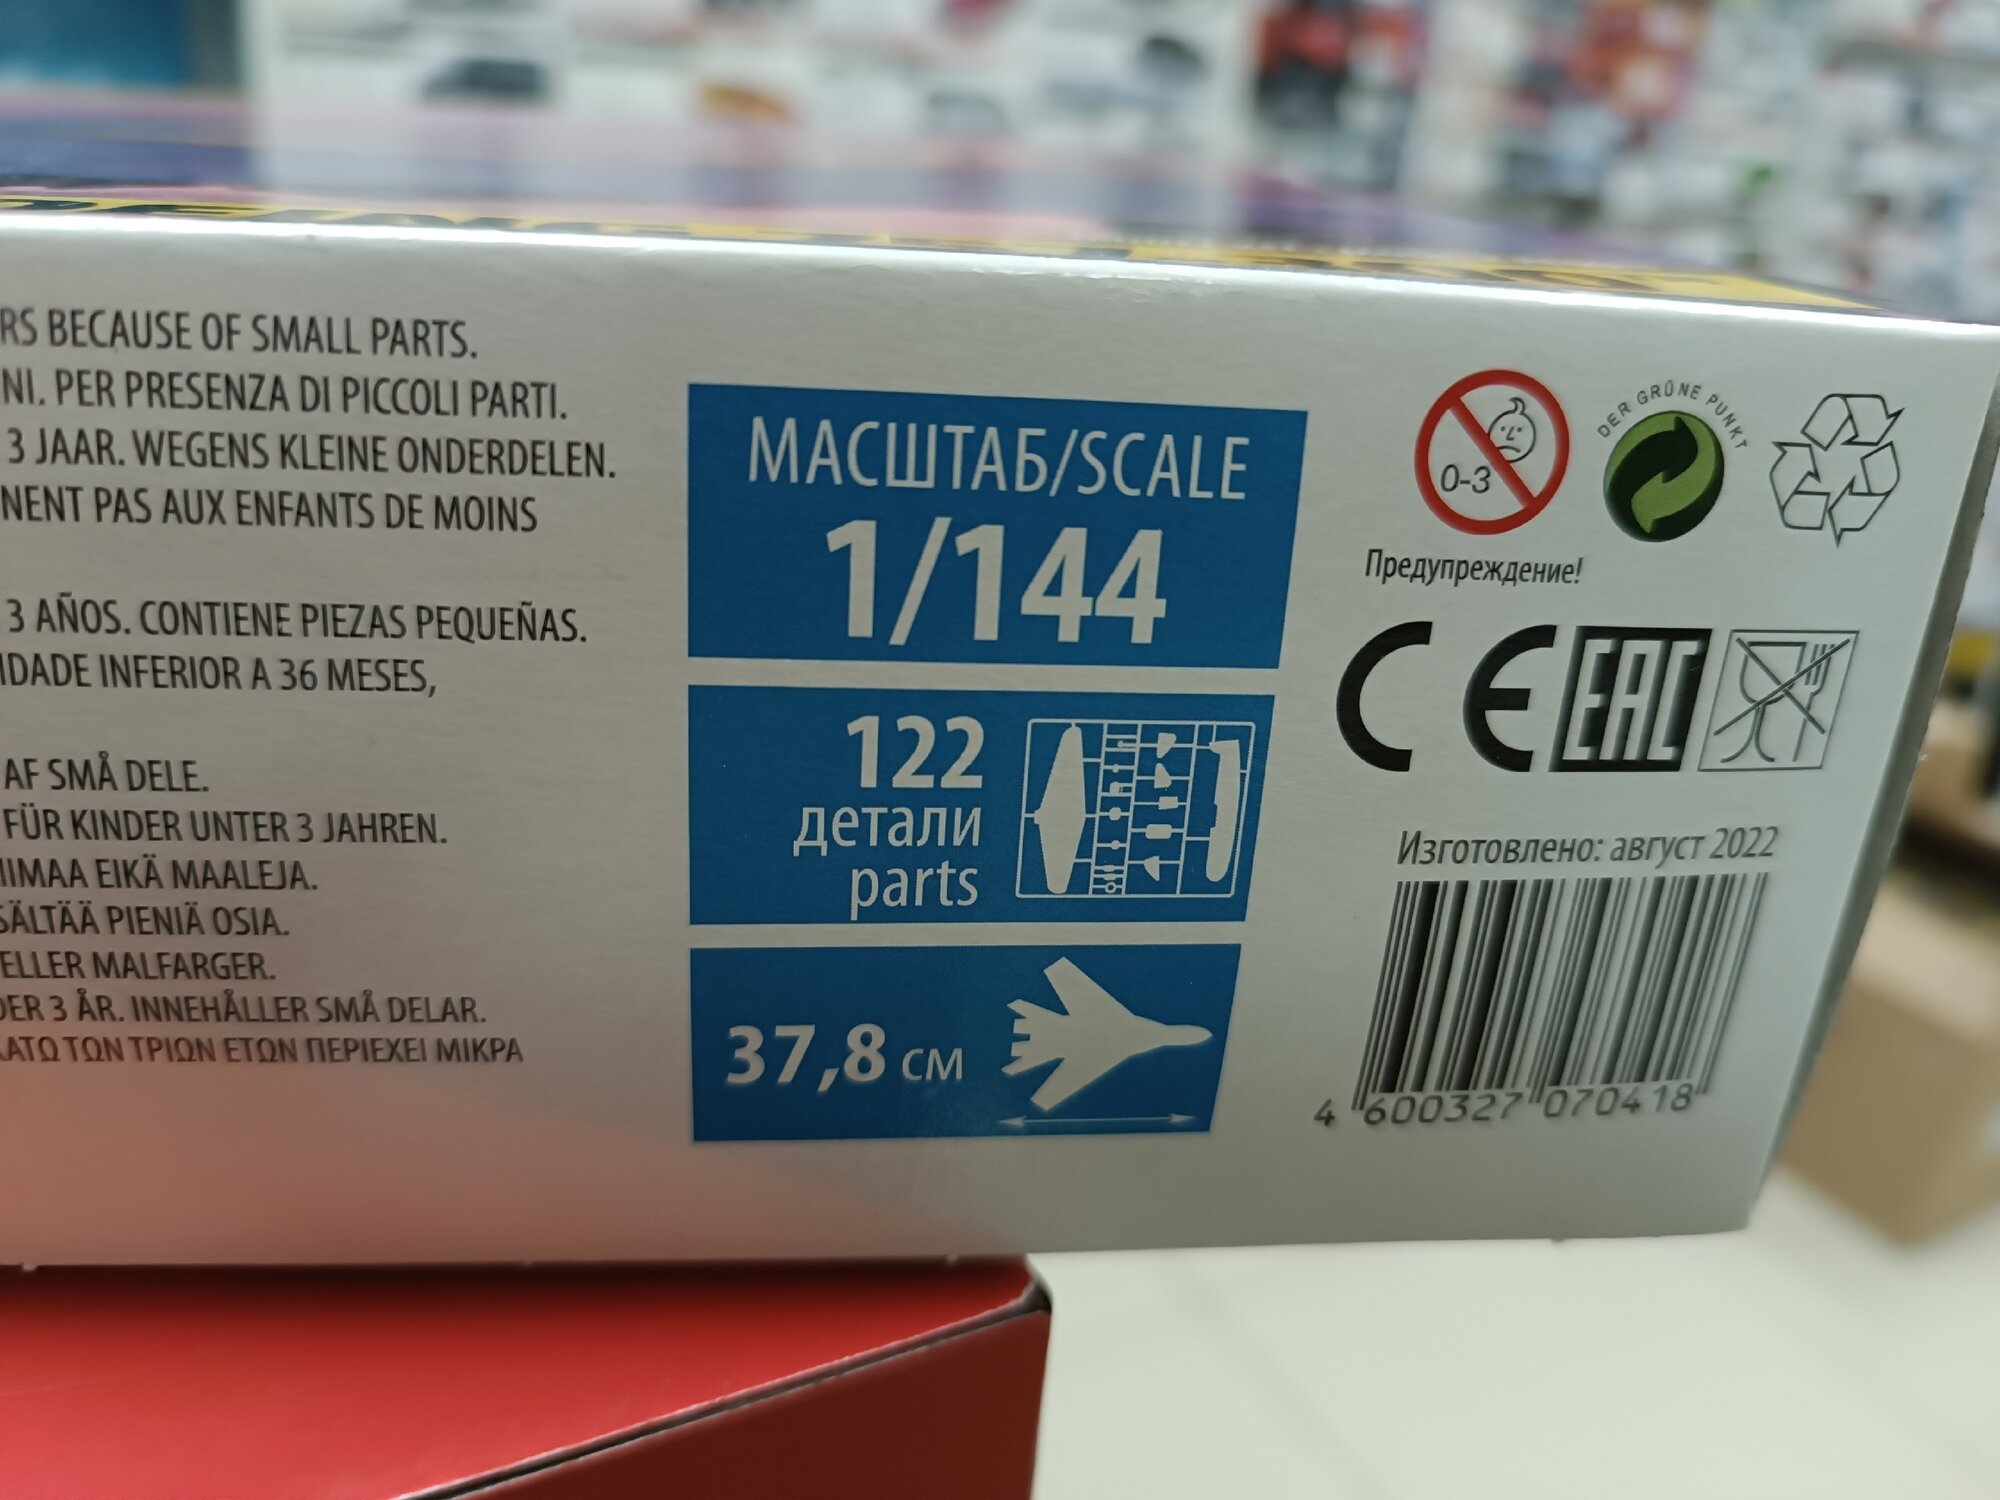 RS BECAUSE OF SMALL PARTS.
NI. PER PRESENZA DI PICCOLI PARTI.
3 JAAR. WEGENS KLEINE ONDERDELEN.
NENT PAS AUX ENFANTS DE MOINS
3 AÑOS. CONTIENE PIEZAS PEQUEÑAS.
IDADE INFERIOR A 36 MESES,
AF SMÅ DELE.
FÜR KINDER UNTER 3 JAHREN.
IIMAA EIKÄ MAALEJA.
SÄLTÄÄ PIENIÄ OSIA.
ELLER MALFARGER.
DER 3 ÅR. INNEHÅLLER SMÅ DELAR.
ΚΑΤΩ ΤΩΝ ΤΡΙΩΝ ΕΤΩΝ ΠΕΡΙΕΧΕΙ ΜΙΚΡΑ
МАСШТАБ/SCALE
1/144
122
детали
parts
37,8 см
0-3
DER GRÜNE PUNKT
Предупреждение!
CE EAC
Изготовлено: август 2022
4 600327 070418